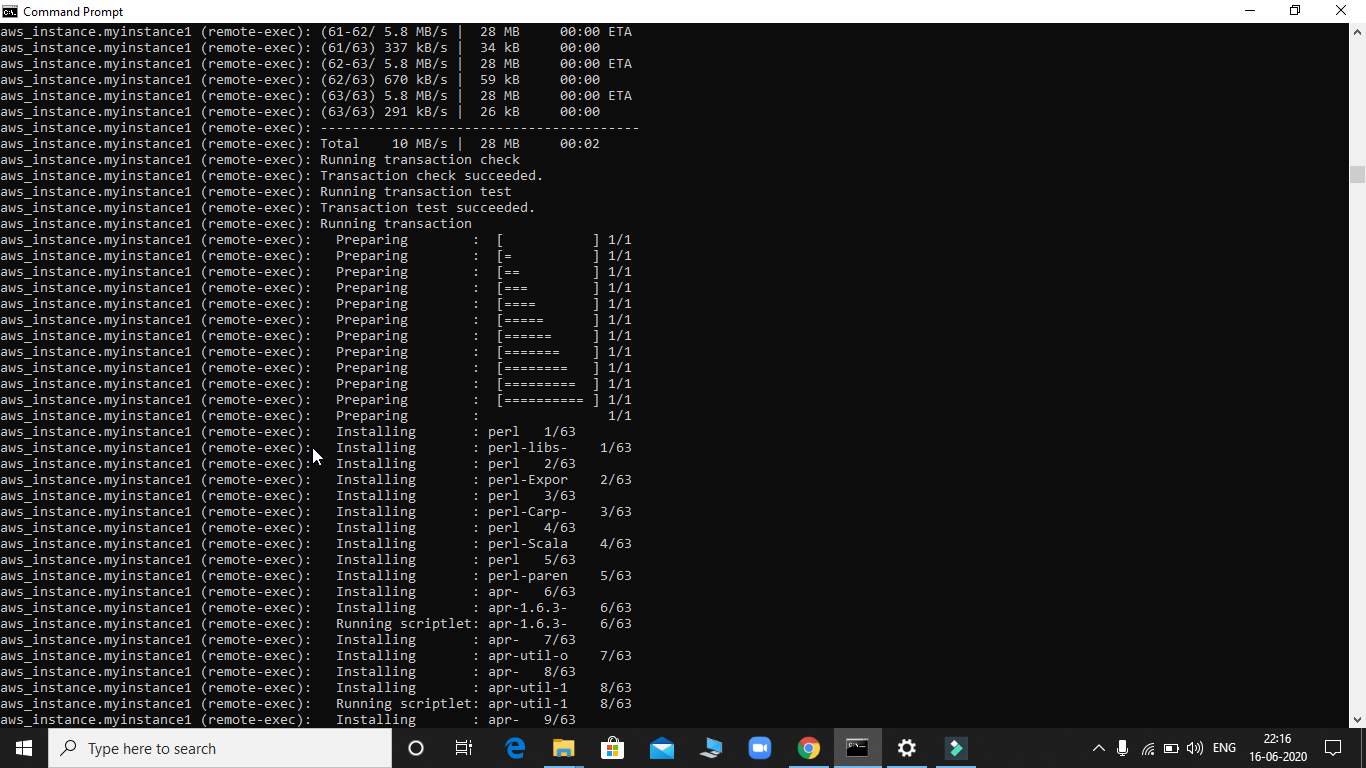 Command Prompt
aws_instance.myinstance1 (remote-exec): (61-62/ 5.8 MB/s |  28 MB     00:00 ETA
aws_instance.myinstance1 (remote-exec): (61/63) 337 kB/s |  34 kB     00:00
aws_instance.myinstance1 (remote-exec): (62-63/ 5.8 MB/s |  28 MB     00:00 ETA
aws_instance.myinstance1 (remote-exec): (62/63) 670 kB/s |  59 kB     00:00
aws_instance.myinstance1 (remote-exec): (63/63) 5.8 MB/s |  28 MB     00:00 ETA
aws_instance.myinstance1 (remote-exec): (63/63) 291 kB/s |  26 kB     00:00
aws_instance.myinstance1 (remote-exec): ----------------------------------------
aws_instance.myinstance1 (remote-exec): Total    10 MB/s |  28 MB     00:02
aws_instance.myinstance1 (remote-exec): Running transaction check
aws_instance.myinstance1 (remote-exec): Transaction check succeeded.
aws_instance.myinstance1 (remote-exec): Running transaction test
aws_instance.myinstance1 (remote-exec): Transaction test succeeded.
aws_instance.myinstance1 (remote-exec): Running transaction
aws_instance.myinstance1 (remote-exec):   Preparing        :  [           ] 1/1
aws_instance.myinstance1 (remote-exec):   Preparing        :  [=          ] 1/1
aws_instance.myinstance1 (remote-exec):   Preparing        :  [==         ] 1/1
aws_instance.myinstance1 (remote-exec):   Preparing        :  [===        ] 1/1
aws_instance.myinstance1 (remote-exec):   Preparing        :  [====       ] 1/1
aws_instance.myinstance1 (remote-exec):   Preparing        :  [=====      ] 1/1
aws_instance.myinstance1 (remote-exec):   Preparing        :  [======     ] 1/1
aws_instance.myinstance1 (remote-exec):   Preparing        :  [=======    ] 1/1
aws_instance.myinstance1 (remote-exec):   Preparing        :  [========   ] 1/1
aws_instance.myinstance1 (remote-exec):   Preparing        :  [=========  ] 1/1
aws_instance.myinstance1 (remote-exec):   Preparing        :  [========== ] 1/1
aws_instance.myinstance1 (remote-exec):   Preparing        :                1/1
aws_instance.myinstance1 (remote-exec):   Installing       : perl   1/63
aws_instance.myinstance1 (remote-exec):   Installing       : perl-libs-    1/63
aws_instance.myinstance1 (remote-exec):   Installing       : perl   2/63
aws_instance.myinstance1 (remote-exec):   Installing       : perl-Expor    2/63
aws_instance.myinstance1 (remote-exec):   Installing       : perl   3/63
aws_instance.myinstance1 (remote-exec):   Installing       : perl-Carp-    3/63
aws_instance.myinstance1 (remote-exec):   Installing       : perl   4/63
aws_instance.myinstance1 (remote-exec):   Installing       : perl-Scala    4/63
aws_instance.myinstance1 (remote-exec):   Installing       : perl   5/63
aws_instance.myinstance1 (remote-exec):   Installing       : perl-paren    5/63
aws_instance.myinstance1 (remote-exec):   Installing       : apr-   6/63
aws_instance.myinstance1 (remote-exec):   Installing       : apr-1.6.3-    6/63
aws_instance.myinstance1 (remote-exec):   Running scriptlet: apr-1.6.3-    6/63
aws_instance.myinstance1 (remote-exec):   Installing       : apr-   7/63
aws_instance.myinstance1 (remote-exec):   Installing       : apr-util-o    7/63
aws_instance.myinstance1 (remote-exec):   Installing       : apr-   8/63
aws_instance.myinstance1 (remote-exec):   Installing       : apr-util-1    8/63
aws_instance.myinstance1 (remote-exec):   Running scriptlet: apr-util-1    8/63
aws_instance.myinstance1 (remote-exec):   Installing       : apr-   9/63
Type here to search
ENG
22:16
16-06-2020